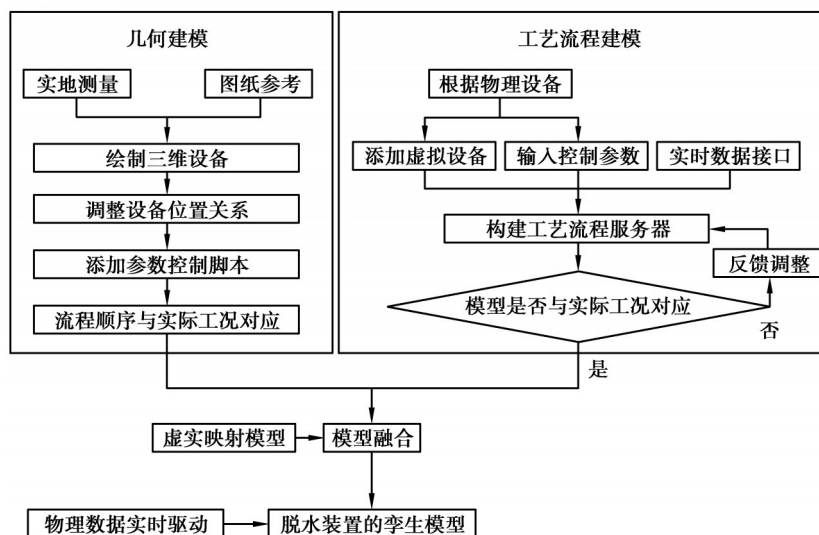 几何建模
实地测量
图纸参考
绘制三维设备
调整设备位置关系
添加参数控制脚本
流程顺序与实际工况对应
工艺流程建模
根据物理设备
添加虚拟设备
输入控制参数
实时数据接口
构建工艺流程服务器
反馈调整
模型是否与实际工况对应
否
是
虚实映射模型
模型融合
物理数据实时驱动
脱水装置的孪生模型